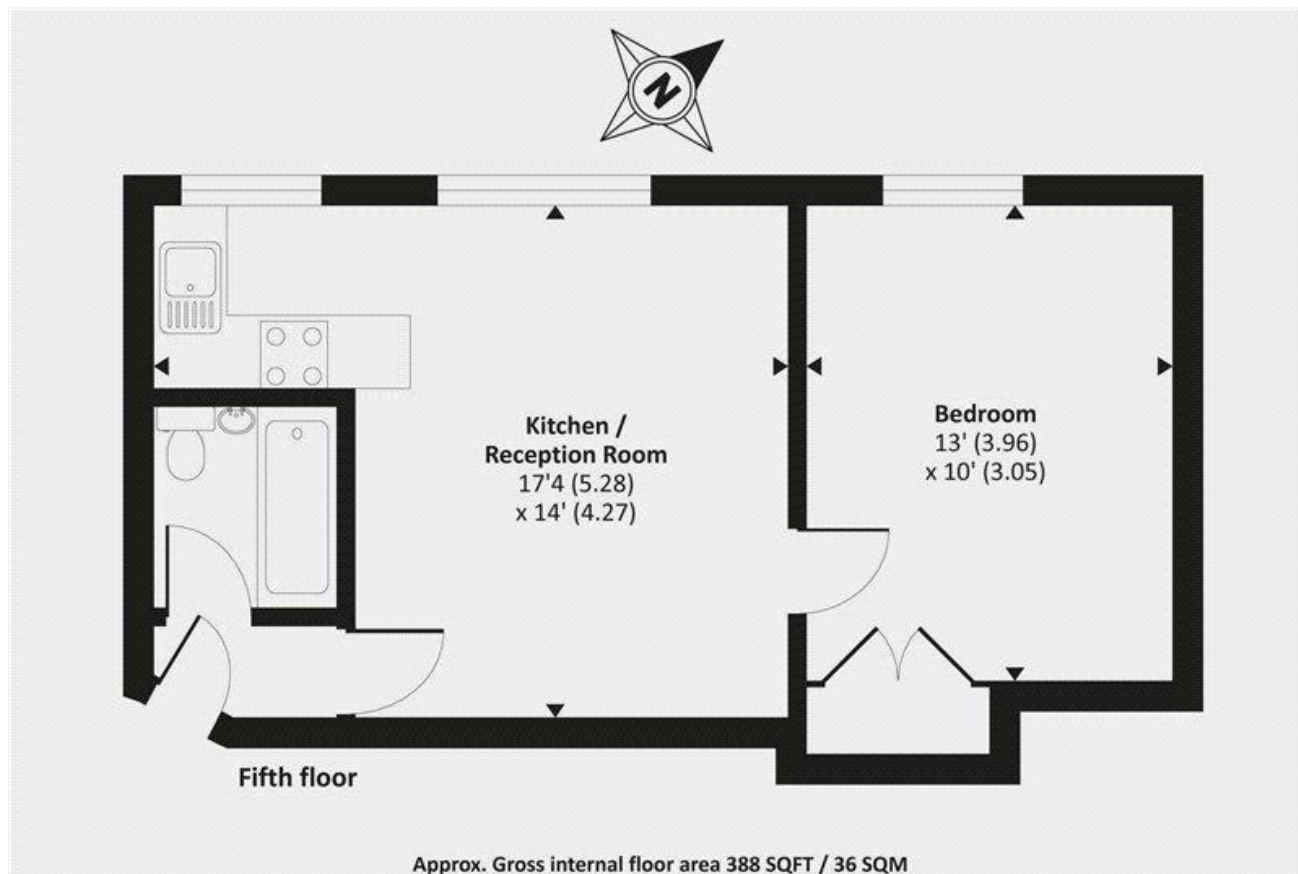 N
Kitchen /
Reception Room
17'4 (5.28)
x 14' (4.27)
Bedroom
13' (3.96)
x 10' (3.05)
Fifth floor
Approx. Gross internal floor area 388 SQFT / 36 SQM